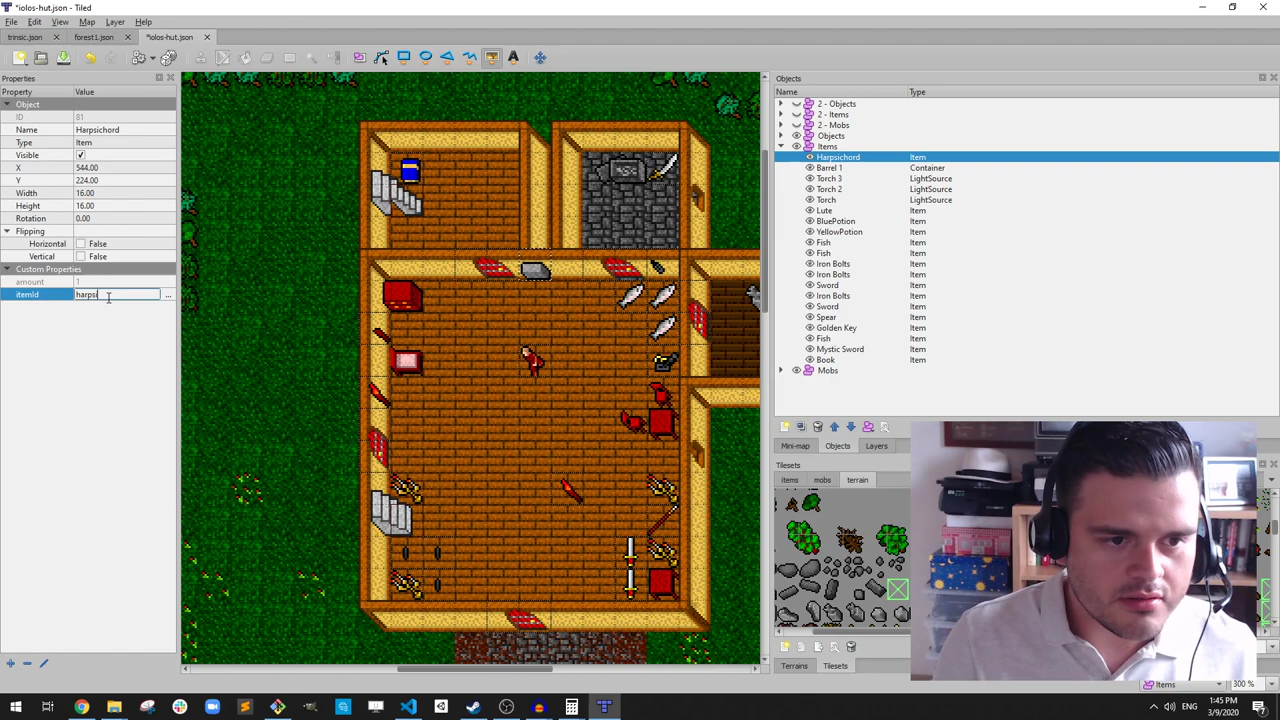 *iolos-hut.json - Tiled
File Edit View Map Layer Help
trinsic.json forest1.json *iolos-hut.json
Properties
Property Value
Object
ID 81
Name Harpsichord
Type Item
Visible
X 544.00
Y 224.00
Width 16.00
Height 16.00
Rotation 0.00
Flipping
Horizontal False
Vertical False
Custom Properties
amount 1
itemId harpsi ...
Objects
Name Type
2 - Objects
2 - Items
2 - Mobs
Objects
Items
Harpsichord Item
Barrel 1 Container
Torch 3 LightSource
Torch 2 LightSource
Torch LightSource
Lute Item
BluePotion Item
YellowPotion Item
Fish Item
Fish Item
Iron Bolts Item
Iron Bolts Item
Sword Item
Iron Bolts Item
Sword Item
Spear Item
Golden Key Item
Fish Item
Mystic Sword Item
Book Item
Mobs
Mini-map Objects Layers
Tilesets
items mobs terrain
Terrains Tilesets
Items 300 %
1:45 PM
3/9/2020